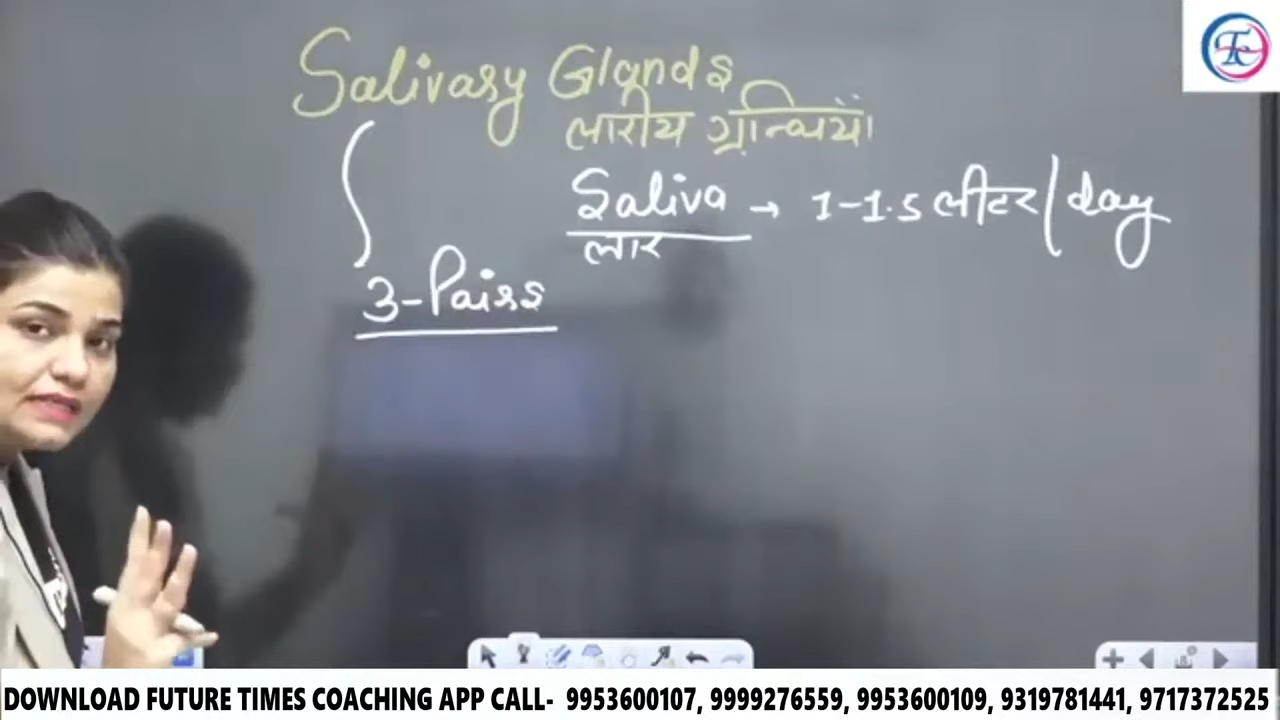 Salivary Glands
लारीय ग्रन्थियाँ
Saliva → 1-1.5 लीटर/day
लार
3-Pairs
DOWNLOAD FUTURE TIMES COACHING APP CALL- 9953600107, 9999276559, 9953600109, 9319781441, 9717372525